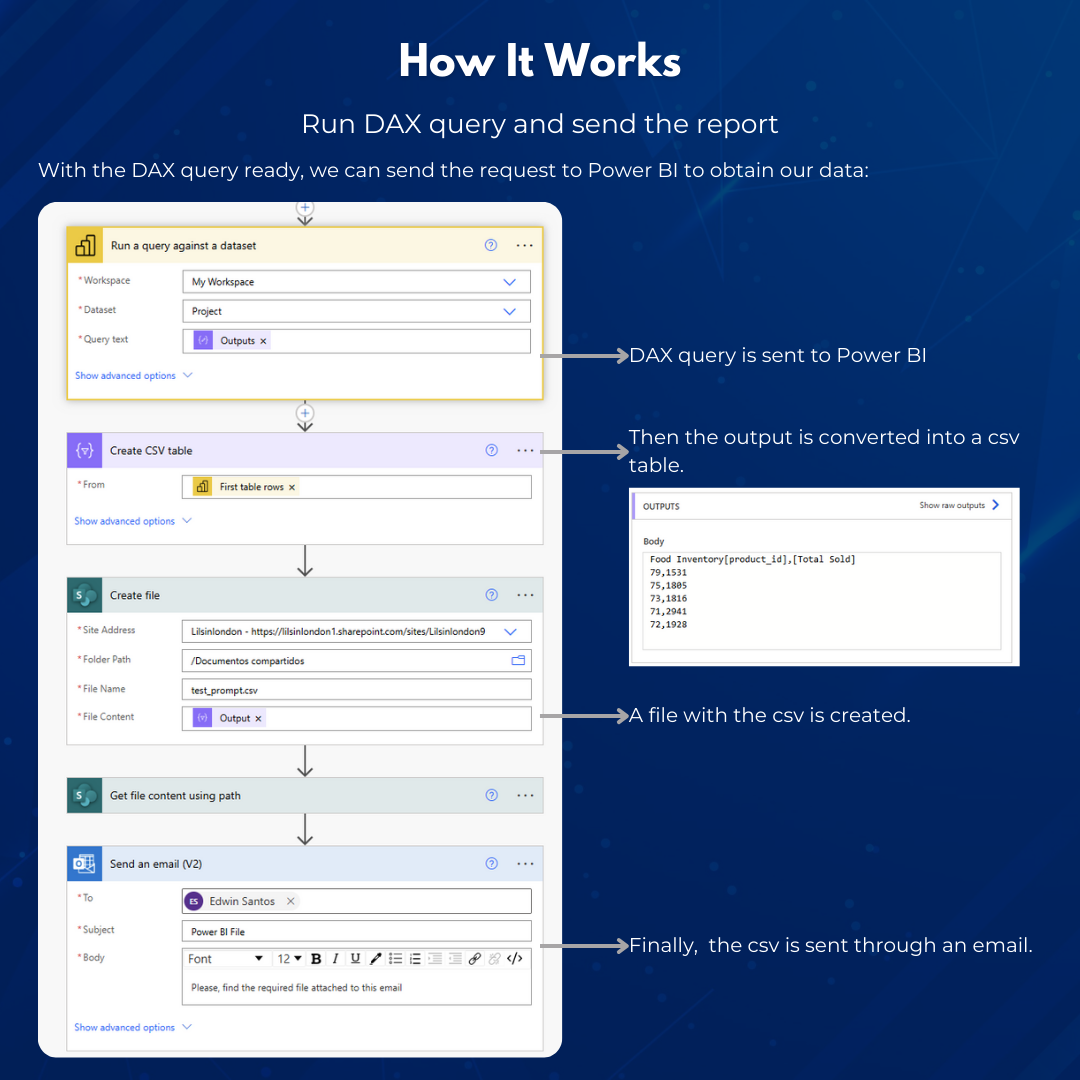 How It Works
Run DAX query and send the report
With the DAX query ready, we can send the request to Power BI to obtain our data:
Run a query against a dataset
* Workspace
My Workspace
* Dataset
Project
* Query text
Outputs ×
Show advanced options
DAX query is sent to Power BI
Create CSV table
* From
First table rows ×
Show advanced options
Then the output is converted into a csv
table.
OUTPUTS
Show raw outputs
Body
Food Inventory[product_id],[Total Sold]
79,1531
75,1805
73,1816
71,2941
72,1928
Create file
* Site Address
Lilsinlondon - https://lilsinlondon1.sharepoint.com/sites/Lilsinlondon9
* Folder Path
/Documentos compartidos
* File Name
test_prompt.csv
* File Content
Output ×
A file with the csv is created.
Get file content using path
Send an email (V2)
* To
ES Edwin Santos ×
* Subject
Power BI File
* Body
Font 12 B I U </>
Please, find the required file attached to this email
Show advanced options
Finally, the csv is sent through an email.